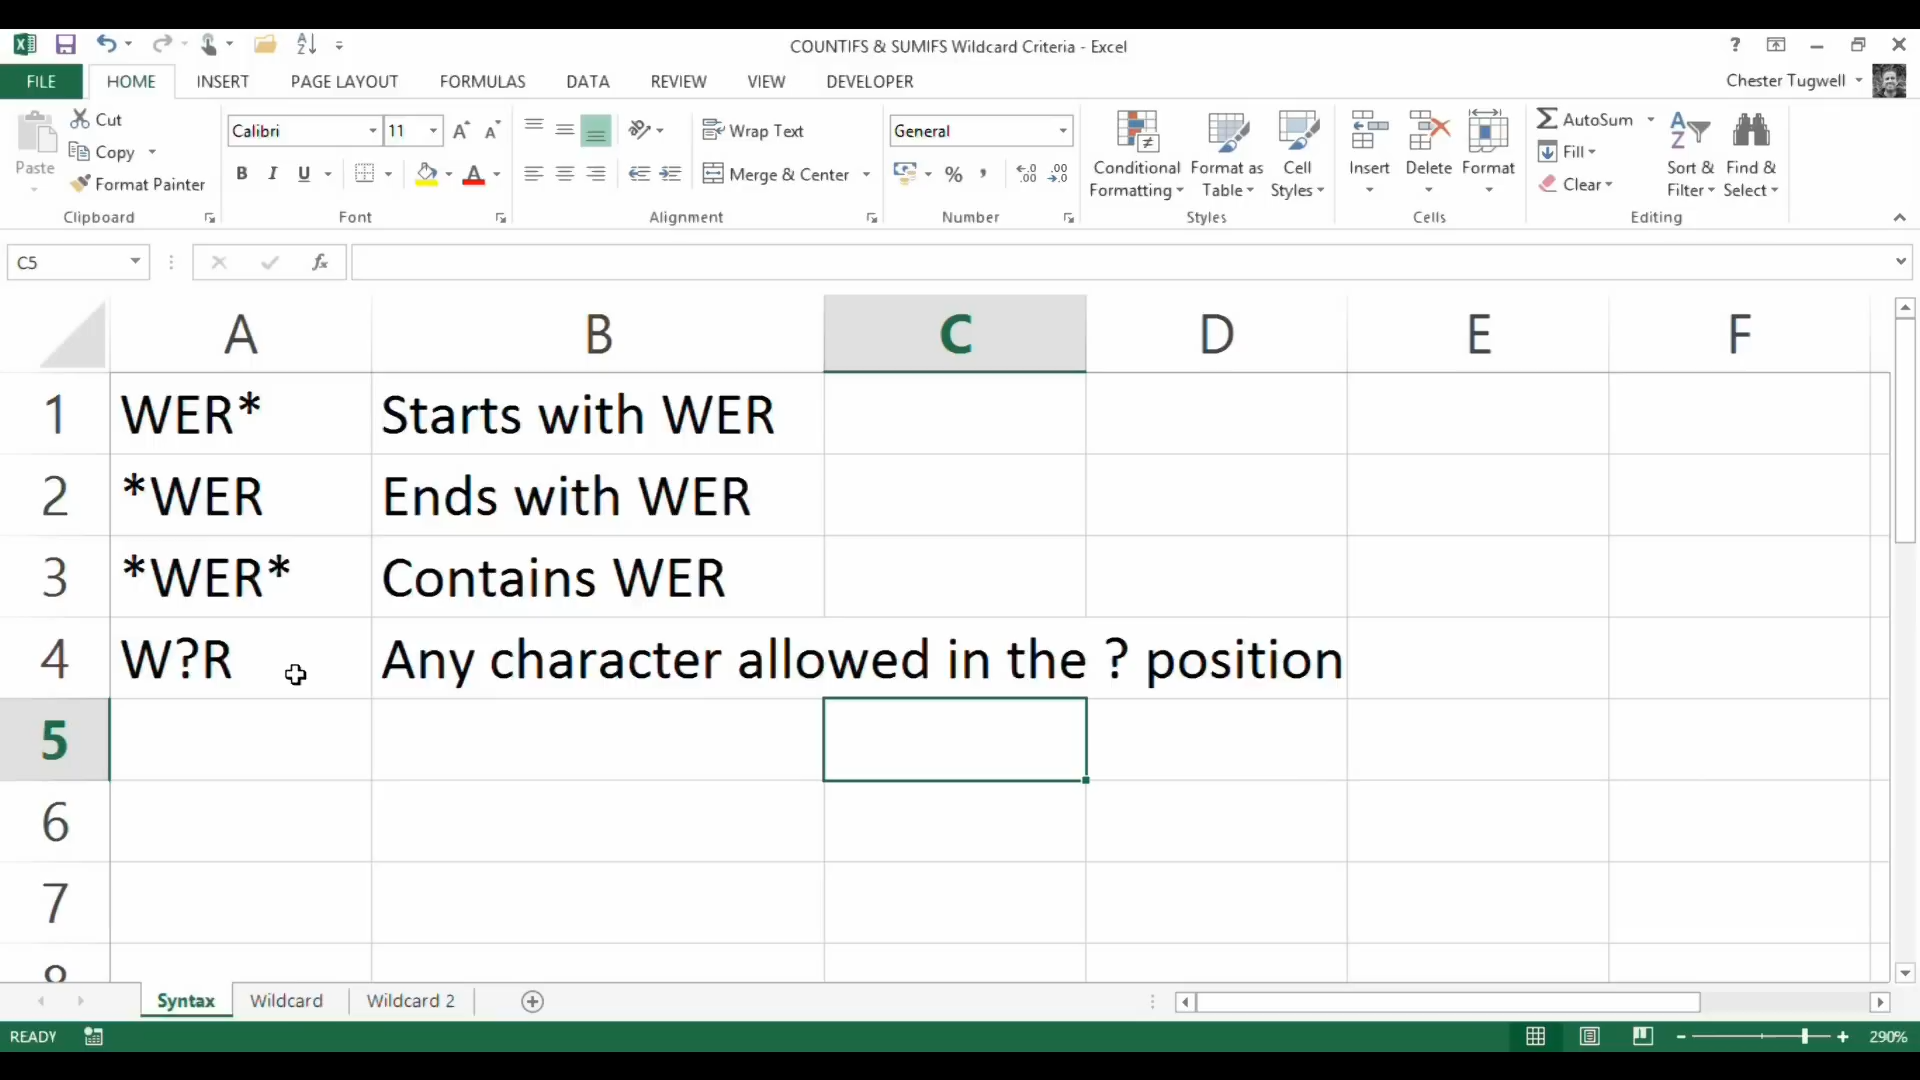 COUNTIFS & SUMIFS Wildcard Criteria - Excel
?
FILE HOME INSERT PAGE LAYOUT FORMULAS DATA REVIEW VIEW DEVELOPER Chester Tugwell
Paste Cut Copy Format Painter
Clipboard
Calibri 11
B I U A
Font
Wrap Text
Merge & Center
Alignment
General
% , .00
Number
Conditional Formatting
Format as Table
Cell Styles
Styles
Insert Delete Format
Cells
AutoSum
Fill
Clear
Sort & Filter
Find & Select
Editing
C5 fx
A B C D E F
1 WER* Starts with WER
2 *WER Ends with WER
3 *WER* Contains WER
4 W?R Any character allowed in the ? position
5
6
7
8
Syntax Wildcard Wildcard 2
READY 290%